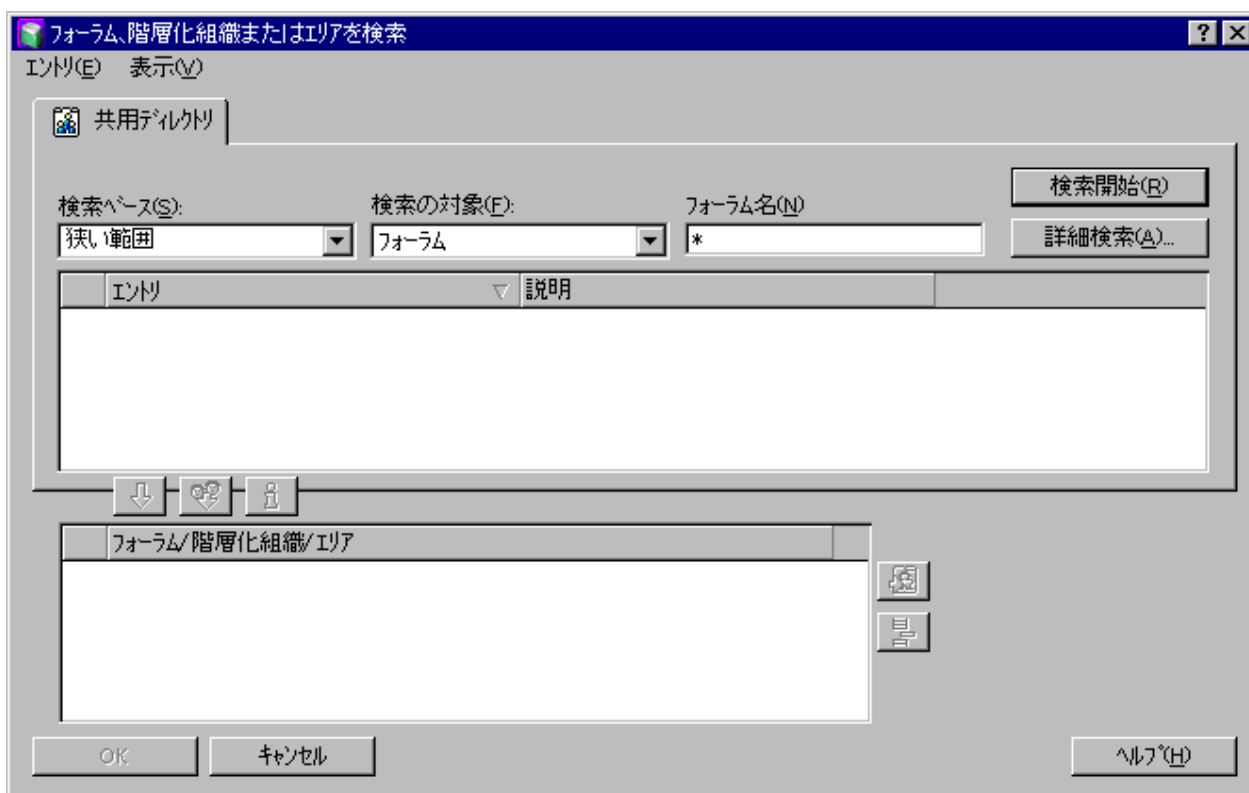 フォーラム、階層化組織またはエリアを検索
ｴﾝﾄﾘ(E) 表示(V)
共用ﾃﾞｨﾚｸﾄﾘ
検索ﾍﾞｰｽ(S): 検索の対象(F): ﾌｫｰﾗﾑ名(N) 検索開始(R)
狭い範囲 ﾌｫｰﾗﾑ * 詳細検索(A)...
ｴﾝﾄﾘ 説明
ﾌｫｰﾗﾑ/階層化組織/ｴﾘｱ
OK ｷｬﾝｾﾙ ﾍﾙﾌﾟ(H)